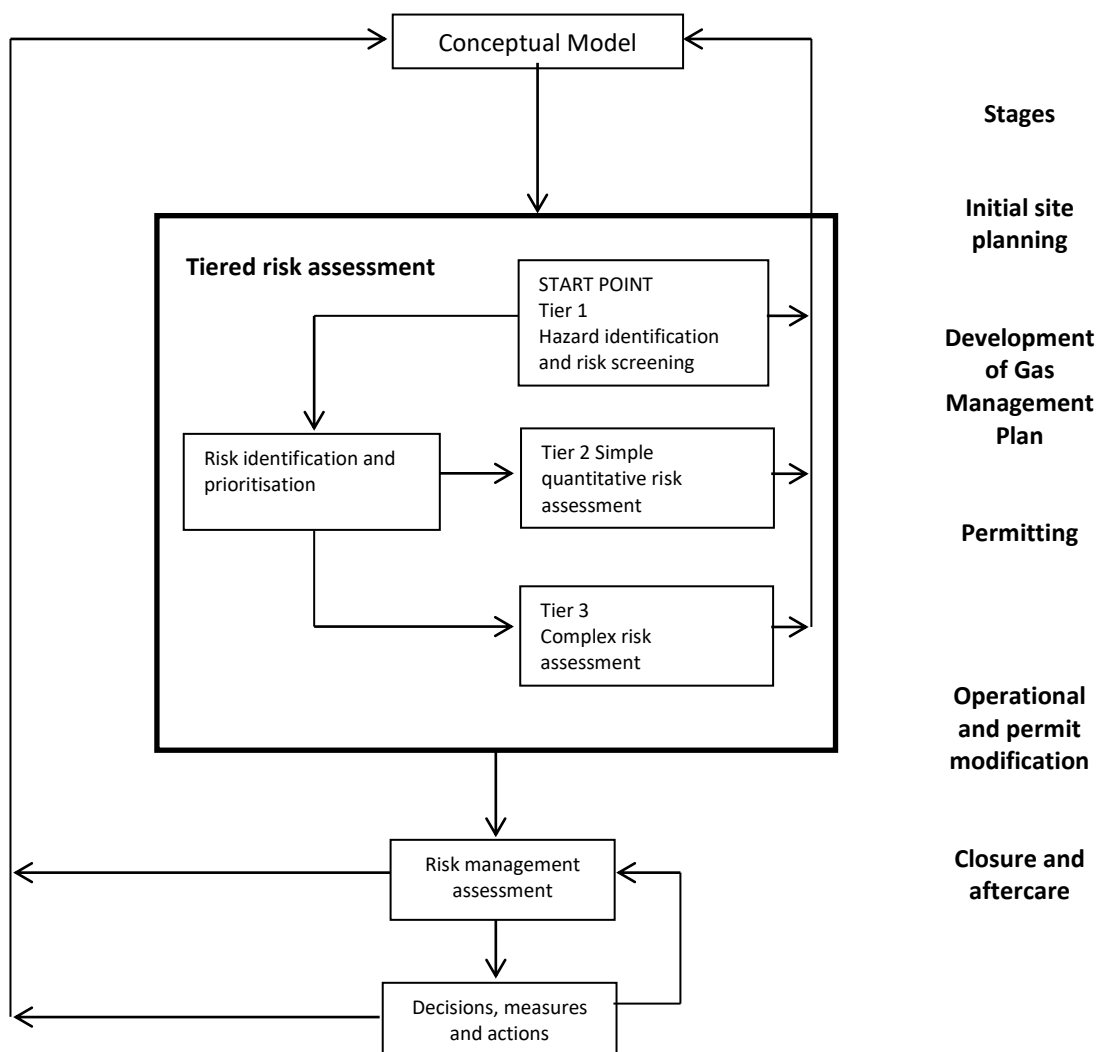 Conceptual Model
Stages
Initial site
planning
Tiered risk assessment
START POINT
Tier 1
Hazard identification
and risk screening
Development
of Gas
Management
Plan
Risk identification and
prioritisation
Tier 2 Simple
quantitative risk
assessment
Permitting
Tier 3
Complex risk
assessment
Operational
and permit
modification
Risk management
assessment
Closure and
aftercare
Decisions, measures
and actions